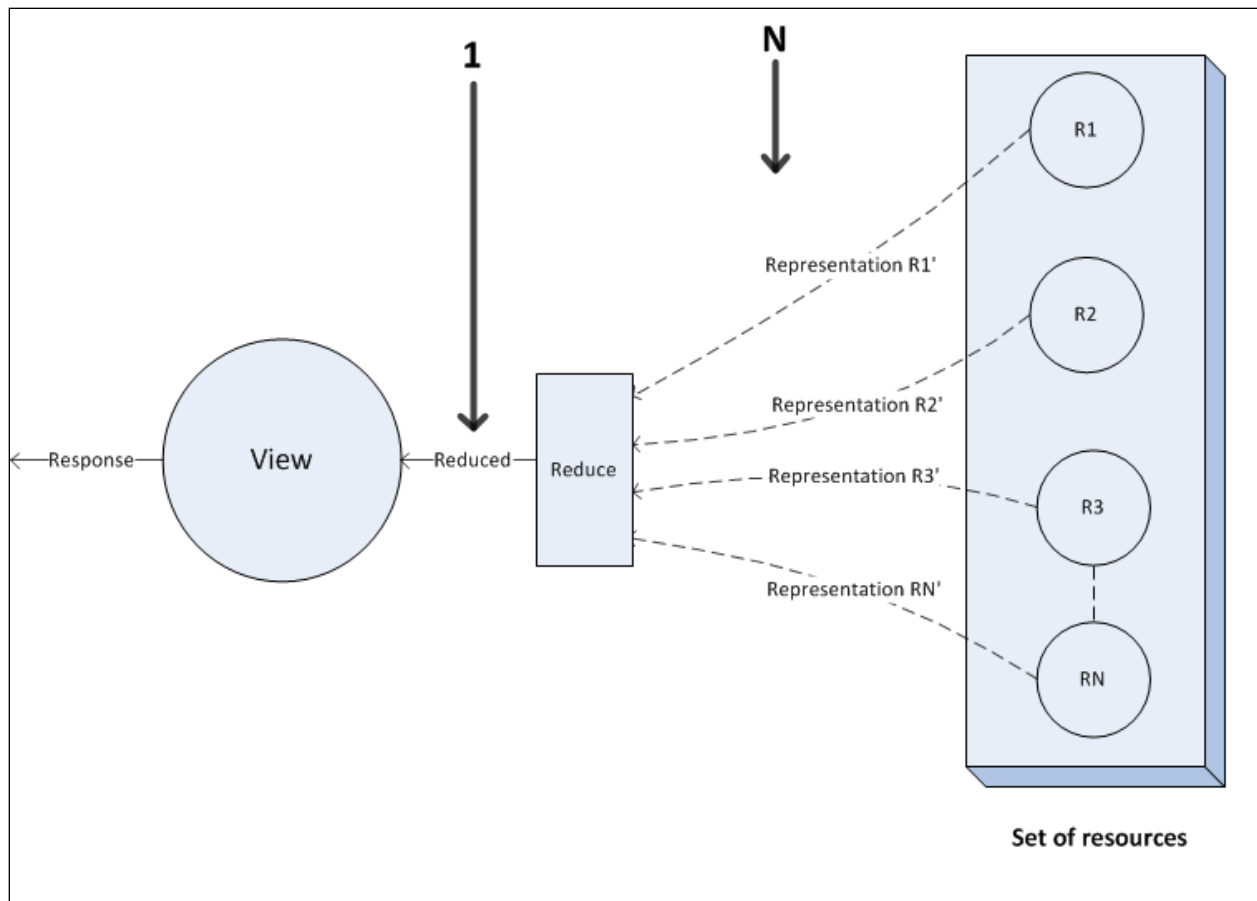 1
N
R1
Representation R1'
R2
Representation R2'
Response
View
Reduced
Reduce
Representation R3'
R3
Representation RN'
RN
Set of resources